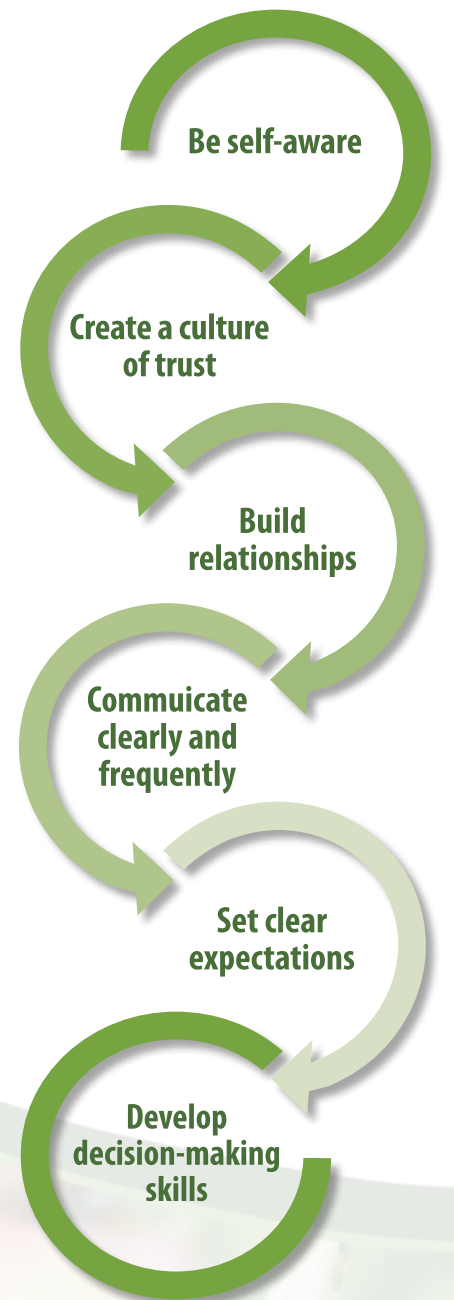 Be self-aware
Create a culture
of trust
Build
relationships
Commuicate
clearly and
frequently
Set clear
expectations
Develop
decision-making
skills